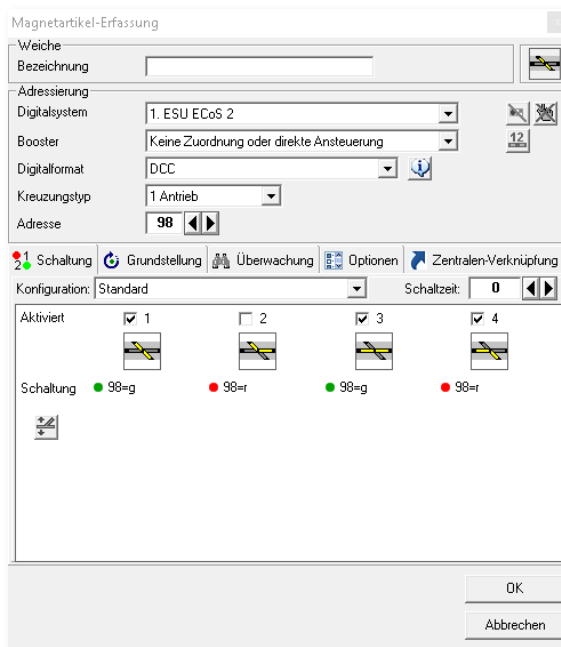 Magnetartikel-Erfassung
Weiche
Bezeichnung
Adressierung
Digitalsystem 1. ESU ECoS 2
Booster Keine Zuordnung oder direkte Ansteuerung 12
Digitalformat DCC
Kreuzungstyp 1 Antrieb
Adresse 98
Schaltung Grundstellung Überwachung Optionen Zentralen-Verknüpfung
Konfiguration: Standard Schaltzeit: 0
Aktiviert 1 2 3 4
Schaltung 98=g 98=r 98=g 98=r
OK
Abbrechen